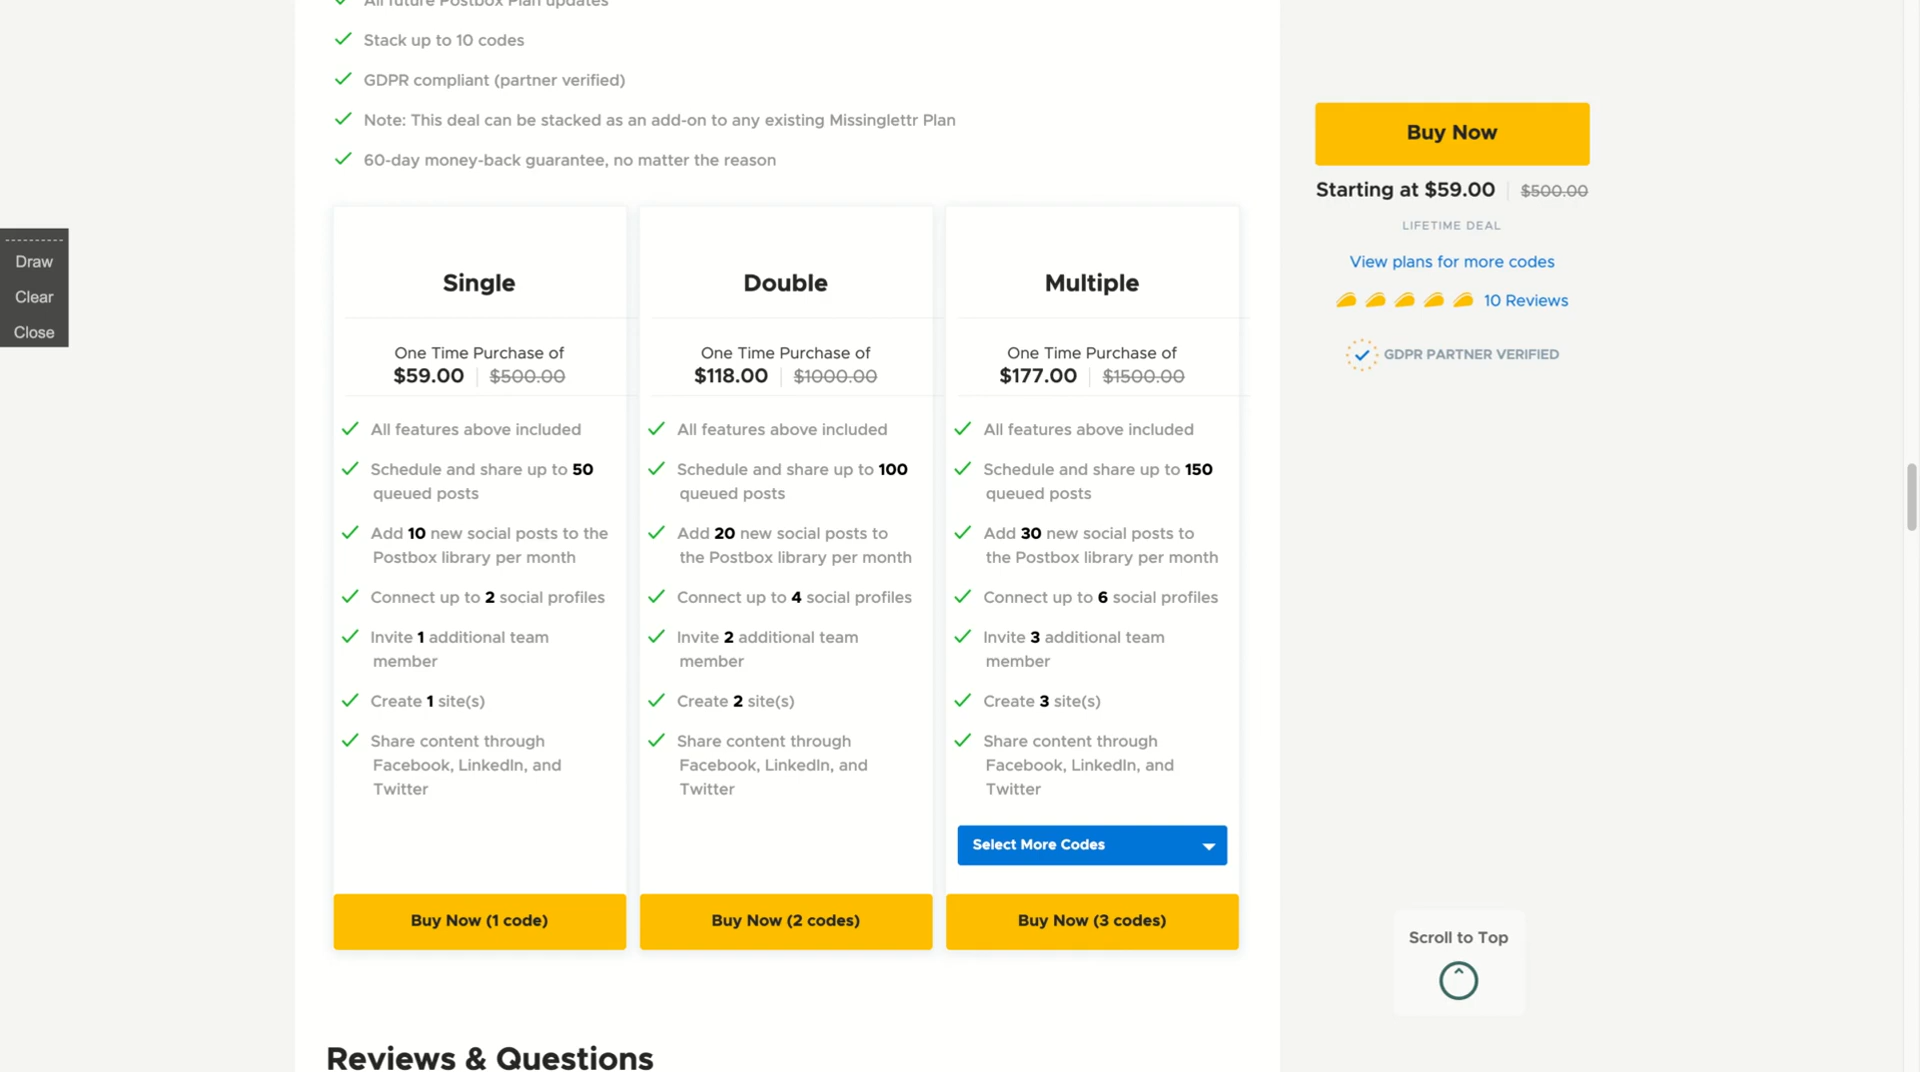 All future Postbox Plan updates
Stack up to 10 codes
GDPR compliant (partner verified)
Note: This deal can be stacked as an add-on to any existing Missinglettr Plan
60-day money-back guarantee, no matter the reason
Draw
Clear
Close
Single
One Time Purchase of
$59.00 $500.00
All features above included
Schedule and share up to 50
queued posts
Add 10 new social posts to the
Postbox library per month
Connect up to 2 social profiles
Invite 1 additional team
member
Create 1 site(s)
Share content through
Facebook, LinkedIn, and
Twitter
Buy Now (1 code)
Double
One Time Purchase of
$118.00 $1000.00
All features above included
Schedule and share up to 100
queued posts
Add 20 new social posts to
the Postbox library per month
Connect up to 4 social profiles
Invite 2 additional team
member
Create 2 site(s)
Share content through
Facebook, LinkedIn, and
Twitter
Buy Now (2 codes)
Multiple
One Time Purchase of
$177.00 $1500.00
All features above included
Schedule and share up to 150
queued posts
Add 30 new social posts to
the Postbox library per month
Connect up to 6 social profiles
Invite 3 additional team
member
Create 3 site(s)
Share content through
Facebook, LinkedIn, and
Twitter
Select More Codes
Buy Now (3 codes)
Buy Now
Starting at $59.00 $500.00
LIFETIME DEAL
View plans for more codes
10 Reviews
GDPR PARTNER VERIFIED
Scroll to Top
Reviews & Questions